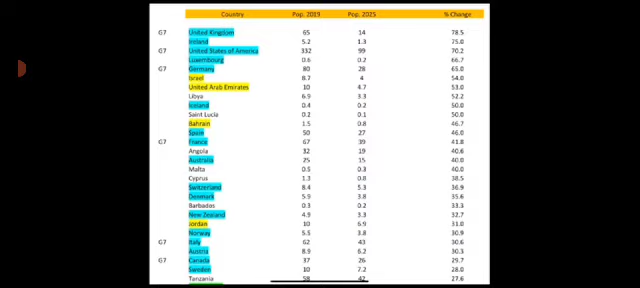 Country Pop. 2019 Pop. 2025 % Change
G7 United Kingdom 65 14 78.5
Ireland 5.2 1.3 75.0
G7 United States of America 332 99 70.2
Luxembourg 0.6 0.2 66.7
G7 Germany 80 28 65.0
Israel 8.7 4 54.0
United Arab Emirates 10 4.7 53.0
Libya 6.9 3.3 52.2
Iceland 0.4 0.2 50.0
Saint Lucie 0.2 0.1 50.0
Bahrain 1.5 0.8 46.7
Spain 50 27 46.0
G7 France 67 39 41.8
Angola 32 19 40.6
Australia 25 15 40.0
Malta 0.5 0.3 40.0
Cyprus 1.3 0.8 38.5
Switzerland 8.4 5.3 36.9
Denmark 5.9 3.8 35.6
Barbados 0.3 0.2 33.3
New Zealand 4.9 3.3 32.7
Jordan 10 6.9 31.0
Norway 5.5 3.8 30.9
G7 Italy 62 43 30.6
Austria 8.9 6.2 30.3
G7 Canada 37 26 29.7
Sweden 10 7.2 28.0
Tanzania 58 42 27.6